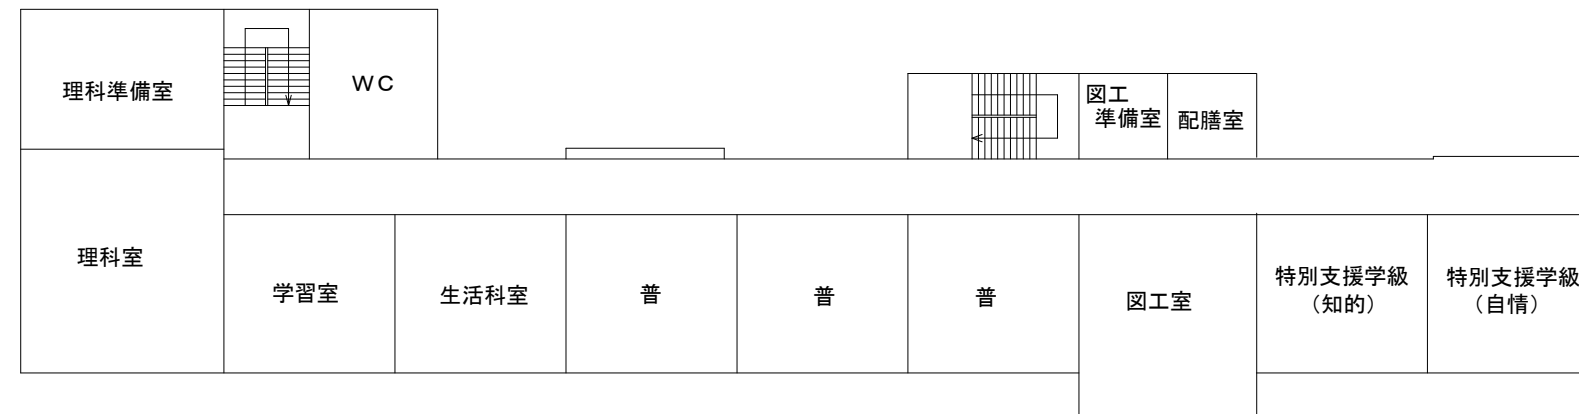 理科準備室
ＷＣ
図工
準備室
配膳室
理科室
学習室
生活科室
普
普
普
図工室
特別支援学級
（知的）
特別支援学級
（自情）